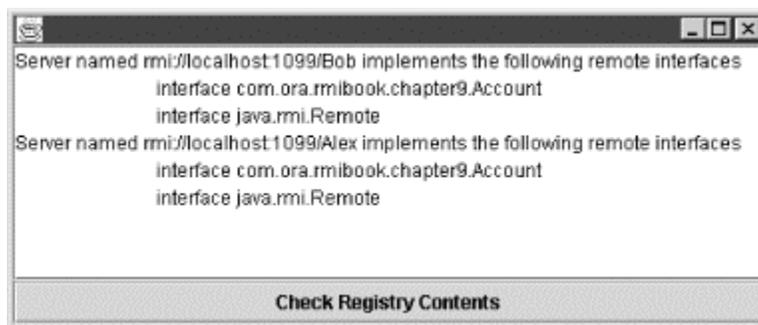 Server named rmi://localhost:1099/Bob implements the following remote interfaces
interface com.ora.rmibook.chapter9.Account
interface java.rmi.Remote
Server named rmi://localhost:1099/Alex implements the following remote interfaces
interface com.ora.rmibook.chapter9.Account
interface java.rmi.Remote
Check Registry Contents